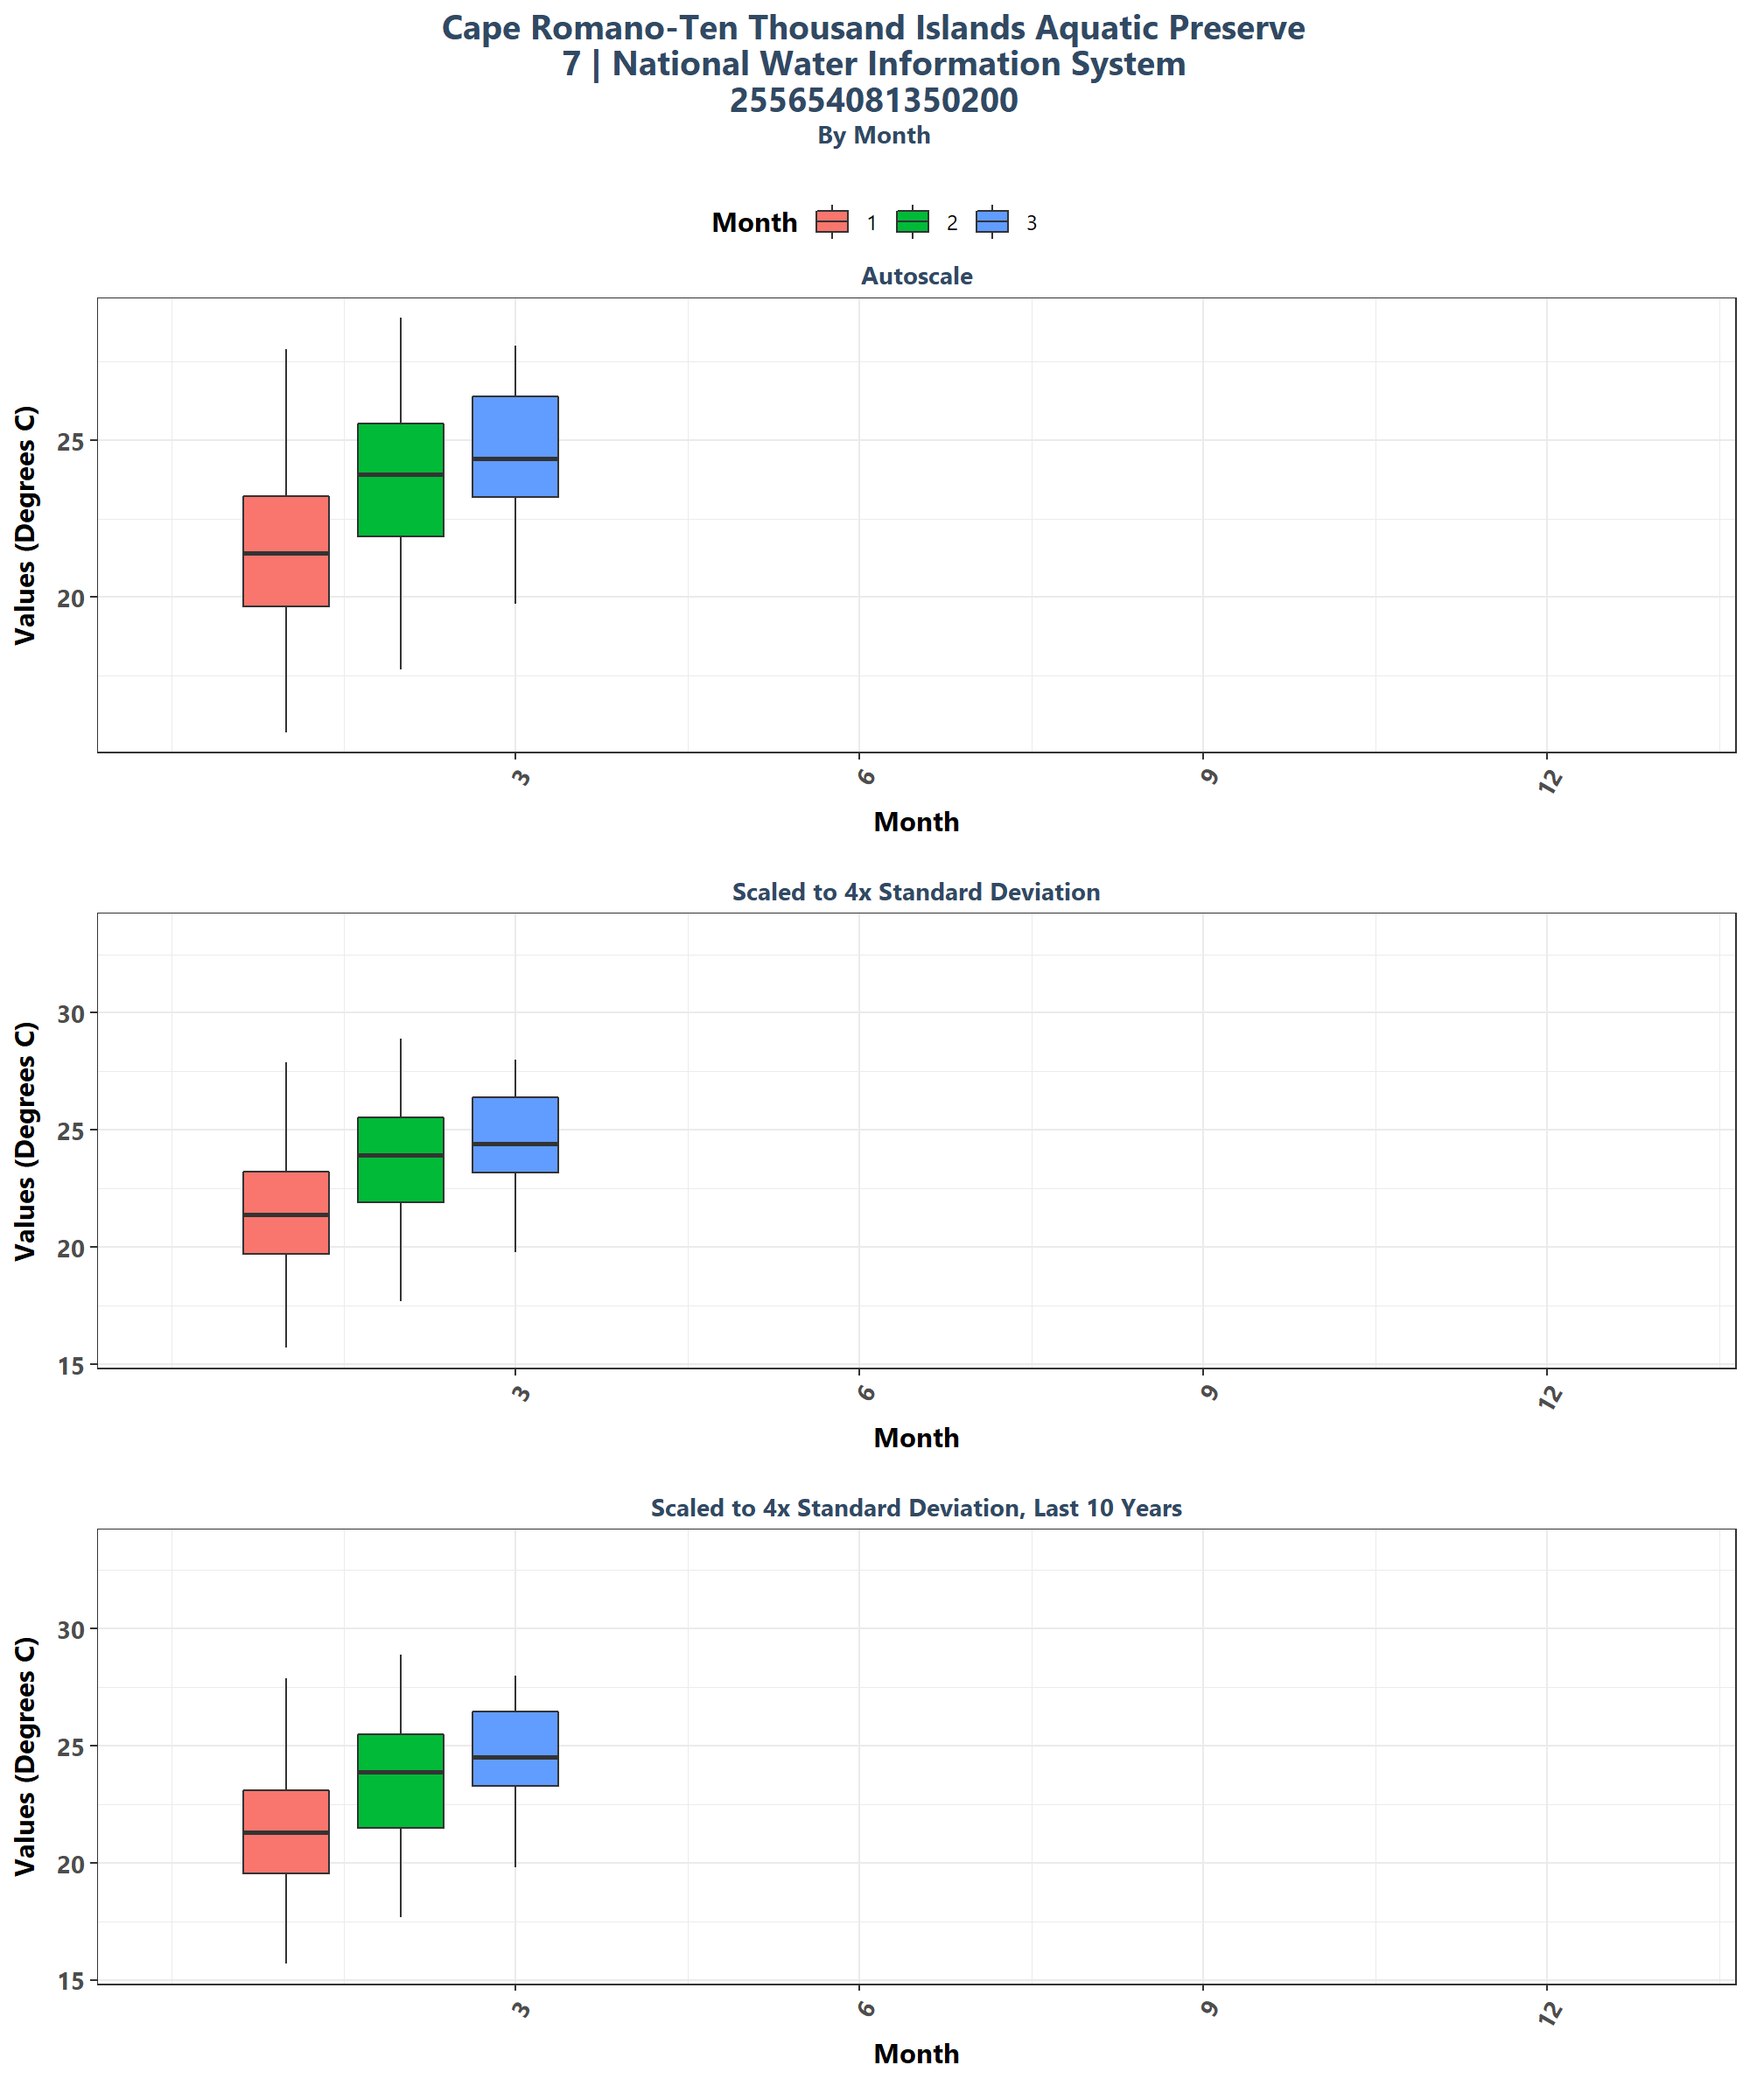 Cape Romano-Ten Thousand Islands Aquatic Preserve
7 | National Water Information System
255654081350200
By Month
Month 1 2 3
Autoscale
Values (Degrees C)
25
20
3 6 9 12
Month
Scaled to 4x Standard Deviation
Values (Degrees C)
30
25
20
15
3 6 9 12
Month
Scaled to 4x Standard Deviation, Last 10 Years
Values (Degrees C)
30
25
20
15
3 6 9 12
Month